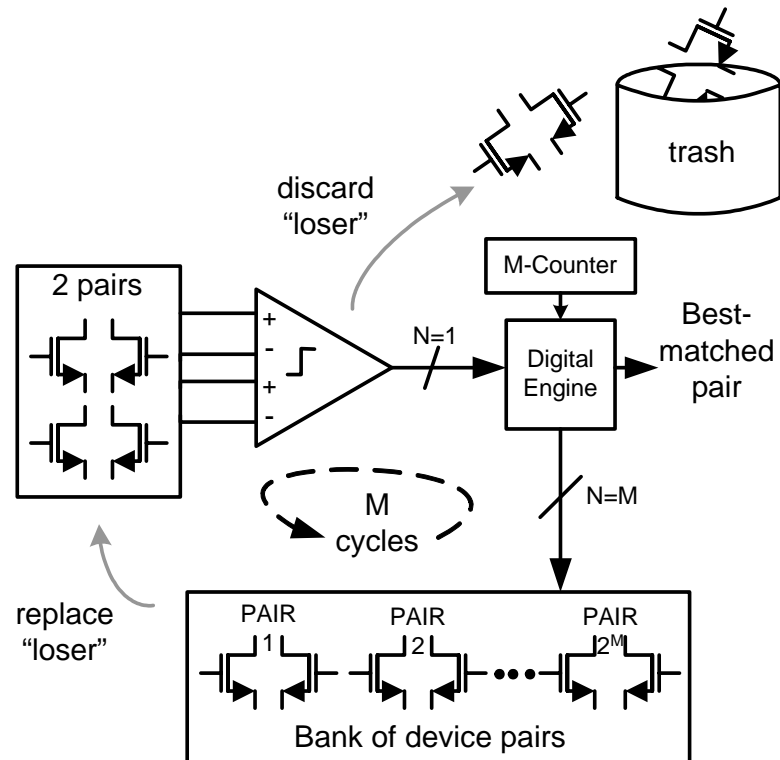 trash
discard
“loser”
M-Counter
2 pairs
+
-
+
-
N=1
Digital
Engine
Best-
matched
pair
M
cycles
N=M
replace
“loser”
PAIR
1
PAIR
2
PAIR
2ᴹ
Bank of device pairs